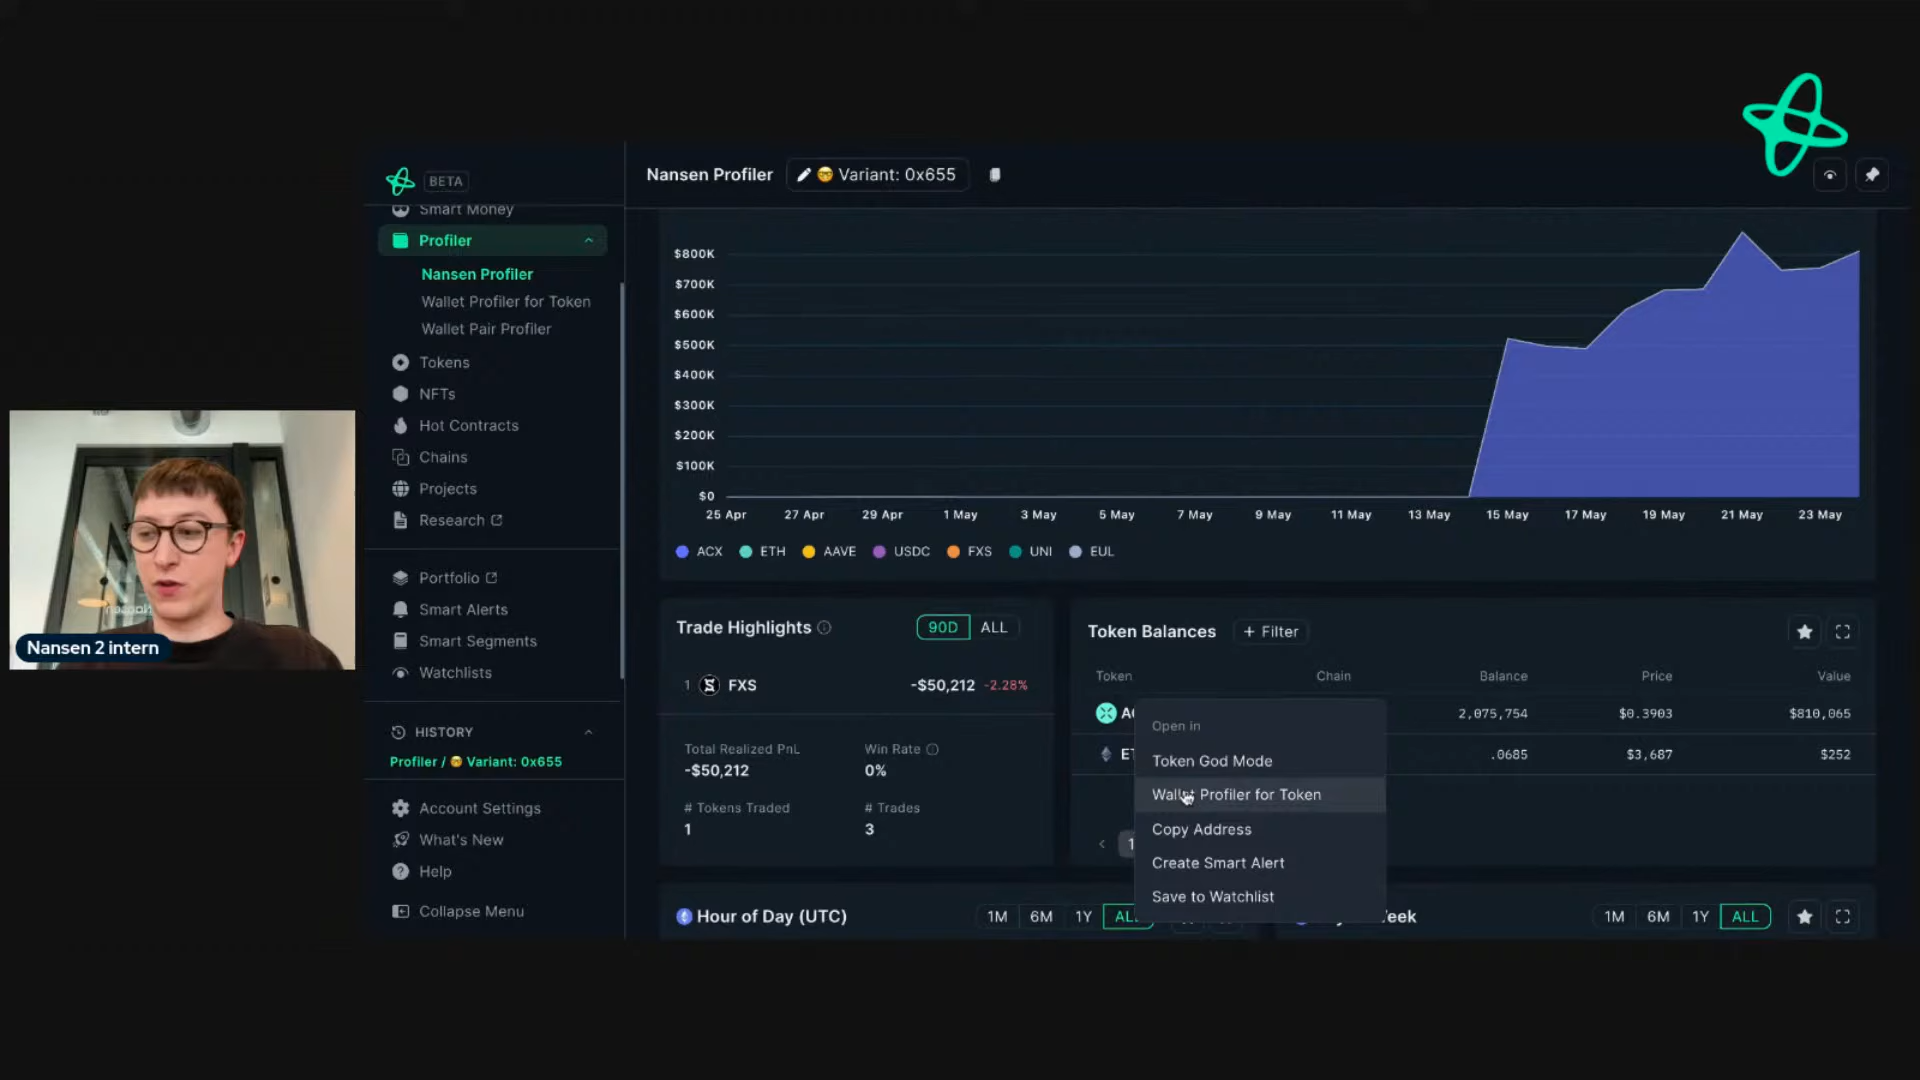 BETA
Smart Money
Profiler
Nansen Profiler
Wallet Profiler for Token
Wallet Pair Profiler
Tokens
NFTs
Hot Contracts
Chains
Projects
Research
Portfolio
Smart Alerts
Smart Segments
Watchlists
HISTORY
Profiler / 🤓 Variant: 0x655
Account Settings
What's New
Help
Collapse Menu
Nansen 2 intern
Nansen Profiler
🤓 Variant: 0x655
$800K
$700K
$600K
$500K
$400K
$300K
$200K
$100K
$0
25 Apr 27 Apr 29 Apr 1 May 3 May 5 May 7 May 9 May 11 May 13 May 15 May 17 May 19 May 21 May 23 May
ACX ETH AAVE USDC FXS UNI EUL
Trade Highlights 90D ALL
1 FXS -$50,212 -2.28%
Total Realized PnL Win Rate
-$50,212 0%
# Tokens Traded # Trades
1 3
Token Balances + Filter
Token Chain Balance Price Value
2,075,754 $0.3903 $810,065
.0685 $3,687 $252
Open in
Token God Mode
Wallet Profiler for Token
Copy Address
Create Smart Alert
Save to Watchlist
Hour of Day (UTC) 1M 6M 1Y ALL
1M 6M 1Y ALL